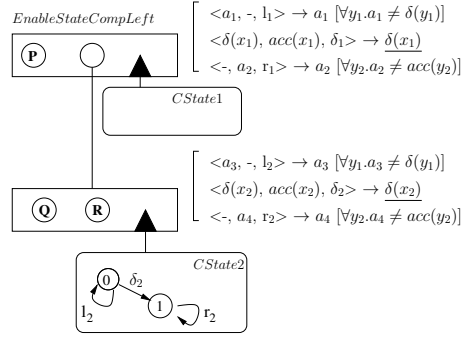 EnableStateCompLeft
<a₁, -, l₁> → a₁ [∀y₁.a₁ ≠ δ(y₁)]
P
<δ(x₁), acc(x₁), δ₁> → δ(x₁)
<-, a₂, r₁> → a₂ [∀y₂.a₂ ≠ acc(y₂)]
CState1
<a₃, -, l₂> → a₃ [∀y₁.a₃ ≠ δ(y₁)]
<δ(x₂), acc(x₂), δ₂> → δ(x₂)
Q R
<-, a₄, r₂> → a₄ [∀y₂.a₄ ≠ acc(y₂)]
CState2
0 δ₂
l₂ 1 r₂